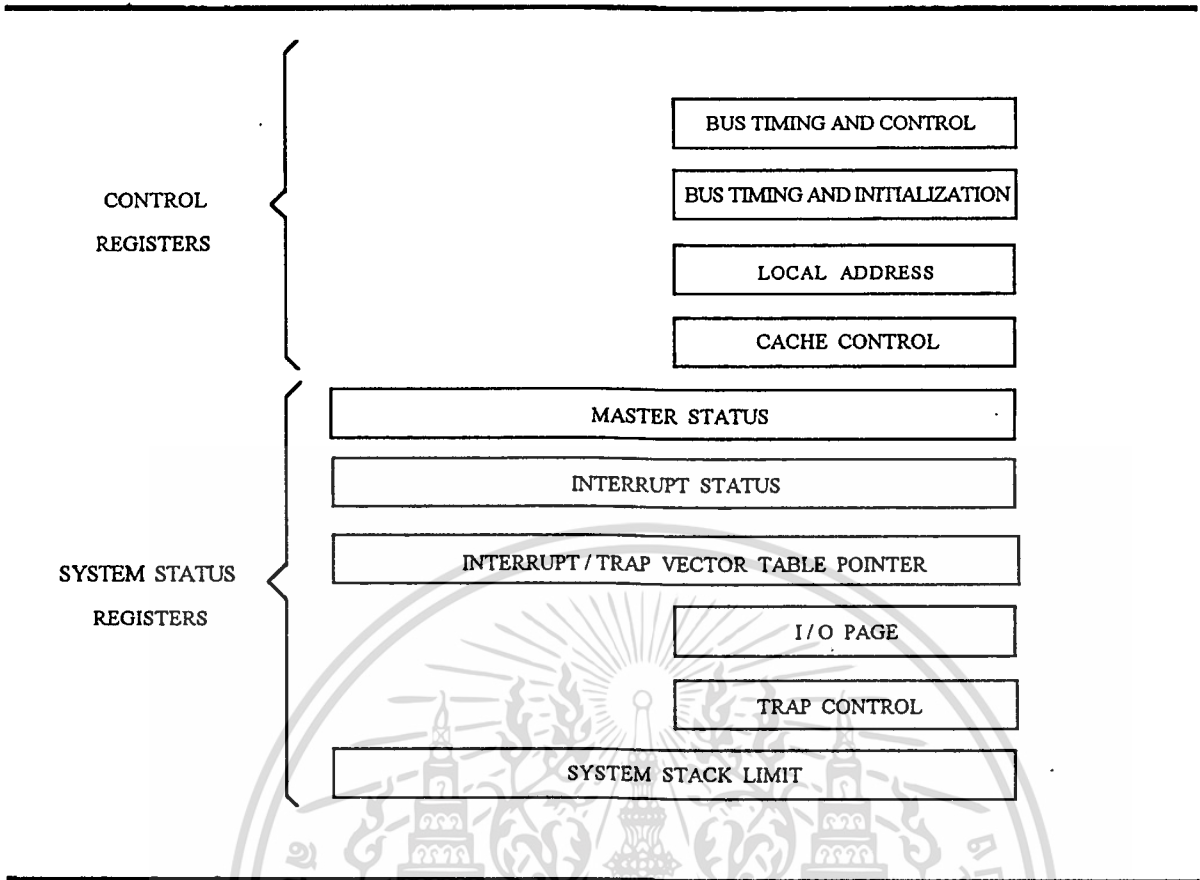 BUS TIMING AND CONTROL
BUS TIMING AND INITIALIZATION
CONTROL
REGISTERS
LOCAL ADDRESS
CACHE CONTROL
MASTER STATUS
INTERRUPT STATUS
INTERRUPT / TRAP VECTOR TABLE POINTER
SYSTEM STATUS
REGISTERS
I / O PAGE
TRAP CONTROL
SYSTEM STACK LIMIT